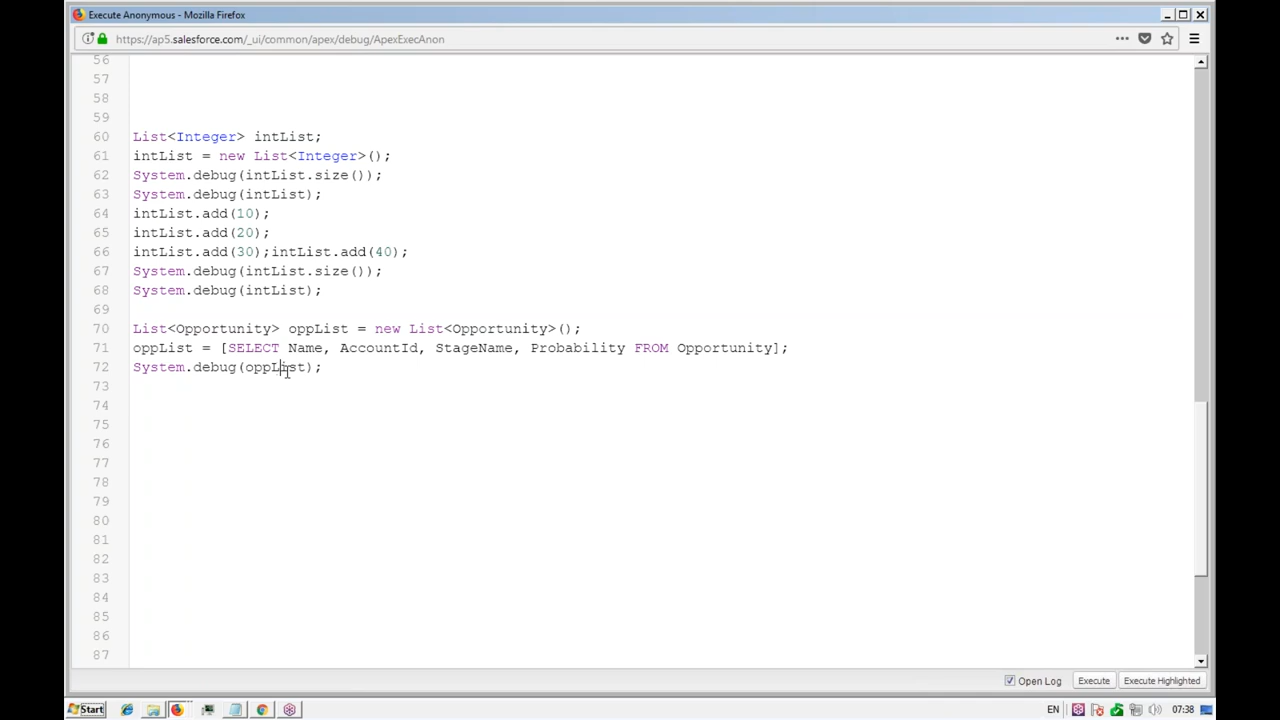 Execute Anonymous - Mozilla Firefox
https://ap5.salesforce.com/_ui/common/apex/debug/ApexExecAnon
56
57
58
59
60 List<Integer> intList;
61 intList = new List<Integer>();
62 System.debug(intList.size());
63 System.debug(intList);
64 intList.add(10);
65 intList.add(20);
66 intList.add(30);intList.add(40);
67 System.debug(intList.size());
68 System.debug(intList);
69
70 List<Opportunity> oppList = new List<Opportunity>();
71 oppList = [SELECT Name, AccountId, StageName, Probability FROM Opportunity];
72 System.debug(oppList);
73
74
75
76
77
78
79
80
81
82
83
84
85
86
87
Open Log Execute Execute Highlighted
Start EN 07:38